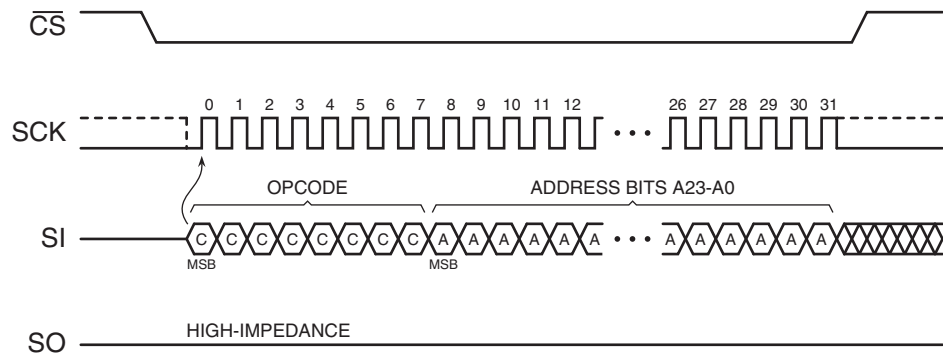 CS
0 1 2 3 4 5 6 7 8 9 10 11 12 26 27 28 29 30 31
SCK
OPCODE ADDRESS BITS A23-A0
SI C C C C C C C C A A A A A A A A A A A A
MSB MSB
HIGH-IMPEDANCE
SO